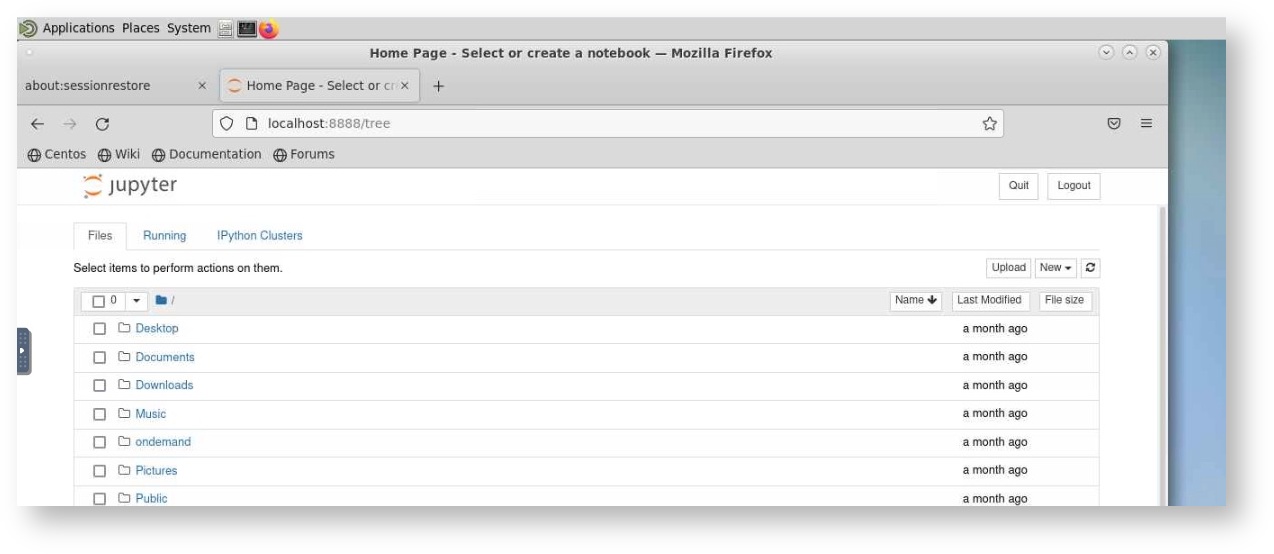 Applications Places System
Home Page - Select or create a notebook — Mozilla Firefox
about:sessionrestore × Home Page - Select or cr × +
localhost:8888/tree
Centos Wiki Documentation Forums
jupyter Quit Logout
Files Running IPython Clusters
Select items to perform actions on them. Upload New
0 / Name Last Modified File size
Desktop a month ago
Documents a month ago
Downloads a month ago
Music a month ago
ondemand a month ago
Pictures a month ago
Public a month ago